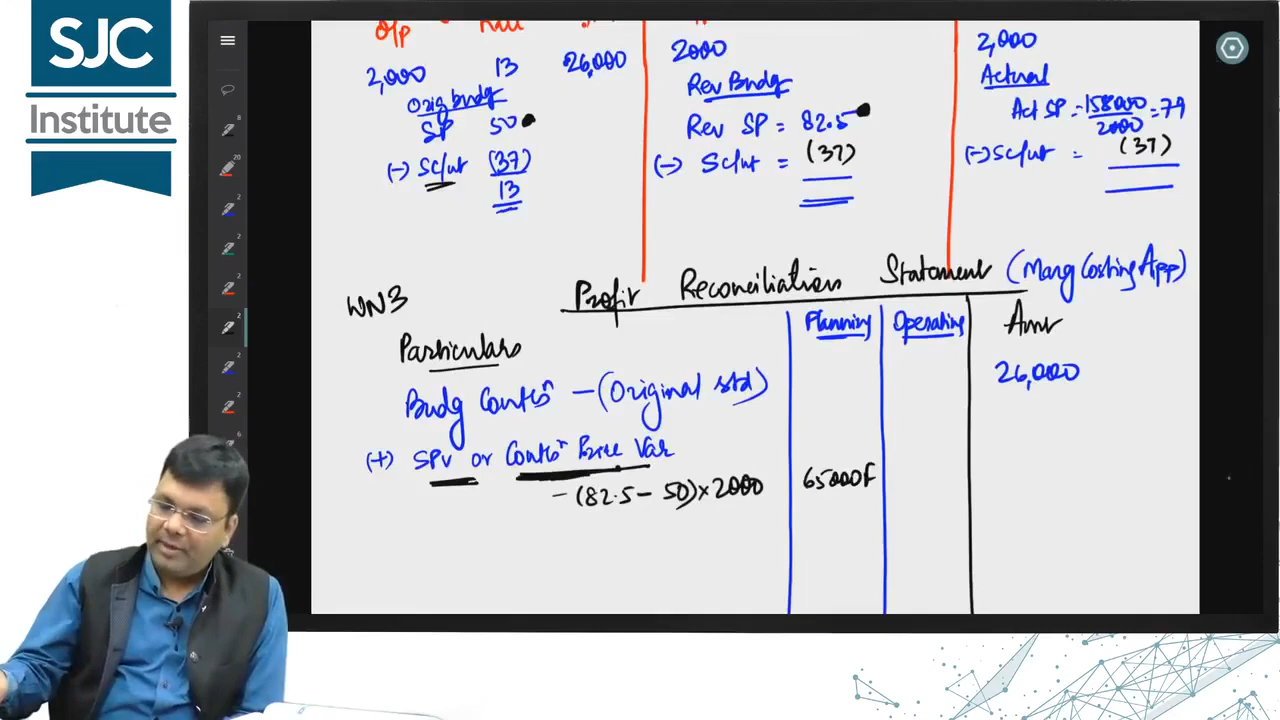 SJC
Institute
O/p
2,000 13 26,000
Orig budg
SP 50
(-) Sc/ut (37)
13
2000
Rev Budg
Rev SP = 82.5
(-) Sc/ut = (37)
2,000
Actual
Act SP = 158000/2000 = 79
(-) Sc/ut = (37)
WN3 Profit Reconciliation Statement (Marg Costing App)
Particulars Planning Operating Amt
Budg Contbn - (Original std) 26,000
(+) SPV or Contbn Price Var
- (82.5 - 50) × 2000 65000F